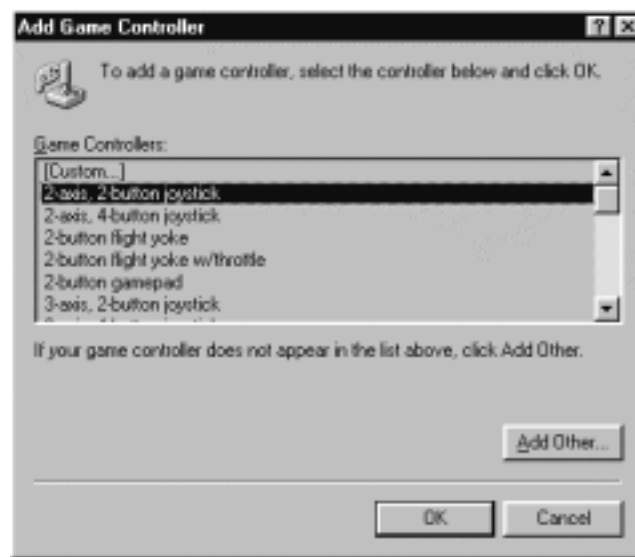 Add Game Controller
To add a game controller, select the controller below and click OK.
Game Controllers:
[Custom...]
2-axis, 2-button joystick
2-axis, 4-button joystick
2-button flight yoke
2-button flight yoke w/throttle
2-button gamepad
3-axis, 2-button joystick
If your game controller does not appear in the list above, click Add Other.
Add Other...
OK
Cancel